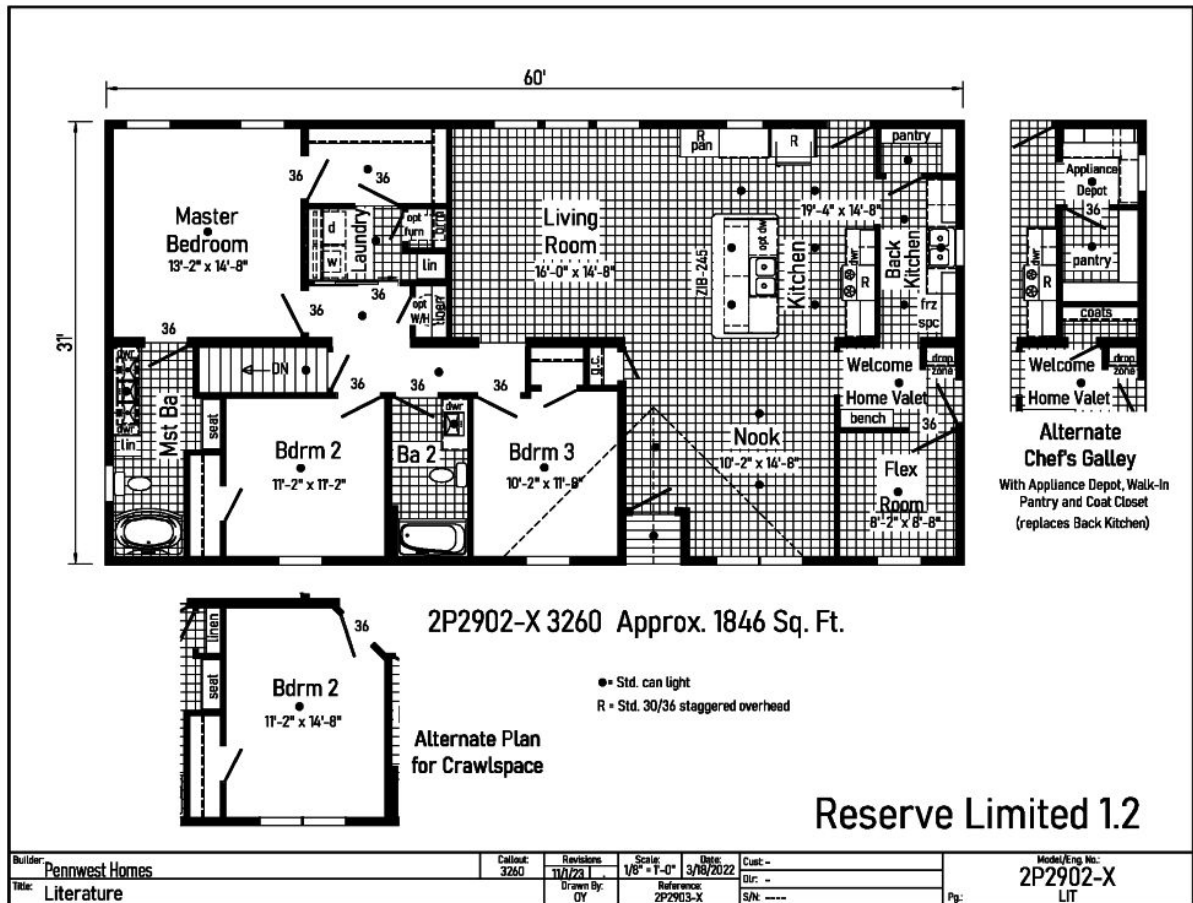 60'
31'
Master
Bedroom
13'-2" x 14'-8"
36
36
Laundry
d
w
opt
furn
lin
36
opt
W/H
linen
36
Living
Room
16'-0" x 14'-8"
R
pan
R
19'-4" x 14'-8"
ZIB-245
opt dw
Kitchen
dwr
R
pantry
Back
Kitchen
frz
spc
Welcome
Home Valet
drop
zone
bench
36
Flex
Room
8'-2" x 8'-8"
Nook
10'-2" x 14'-8"
dwr
dwr
lin
Mst Ba
seat
DN
36
36
36
Bdrm 2
11'-2" x 11'-2"
dwr
Ba 2
o.c.
Bdrm 3
10'-2" x 11'-8"
Appliance
Depot
36
pantry
dwr
R
coats
Welcome
Home Valet
drop
zone
Alternate
Chef's Galley
With Appliance Depot, Walk-In
Pantry and Coat Closet
(replaces Back Kitchen)
linen
seat
36
Bdrm 2
11'-2" x 14'-8"
Alternate Plan
for Crawlspace
2P2902-X 3260 Approx. 1846 Sq. Ft.
●= Std. can light
R = Std. 30/36 staggered overhead
Reserve Limited 1.2
Builder: Pennwest Homes
Title: Literature
Callout:
3260
Revisions
11/1/23
Scale:
1/8" = 1'-0"
Date:
3/18/2022
Drawn By:
OY
Reference:
2P2903-X
Cust: -
Dlr: -
S/N: ----
Model/Eng. No.:
2P2902-X
Pg.: LIT